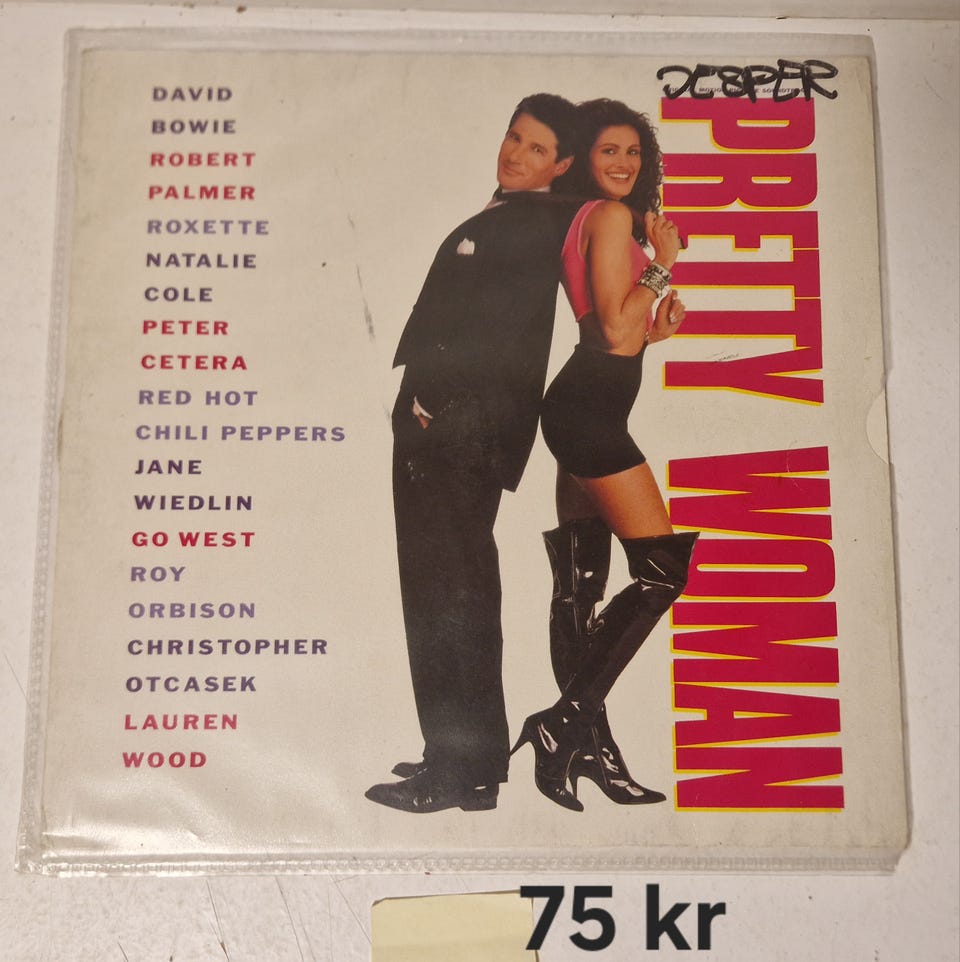 DAVID
BOWIE
ROBERT
PALMER
ROXETTE
NATALIE
COLE
PETER
CETERA
RED HOT
CHILI PEPPERS
JANE
WIEDLIN
GO WEST
ROY
ORBISON
CHRISTOPHER
OTCASEK
LAUREN
WOOD
JESPER
PRETTY WOMAN
75 kr